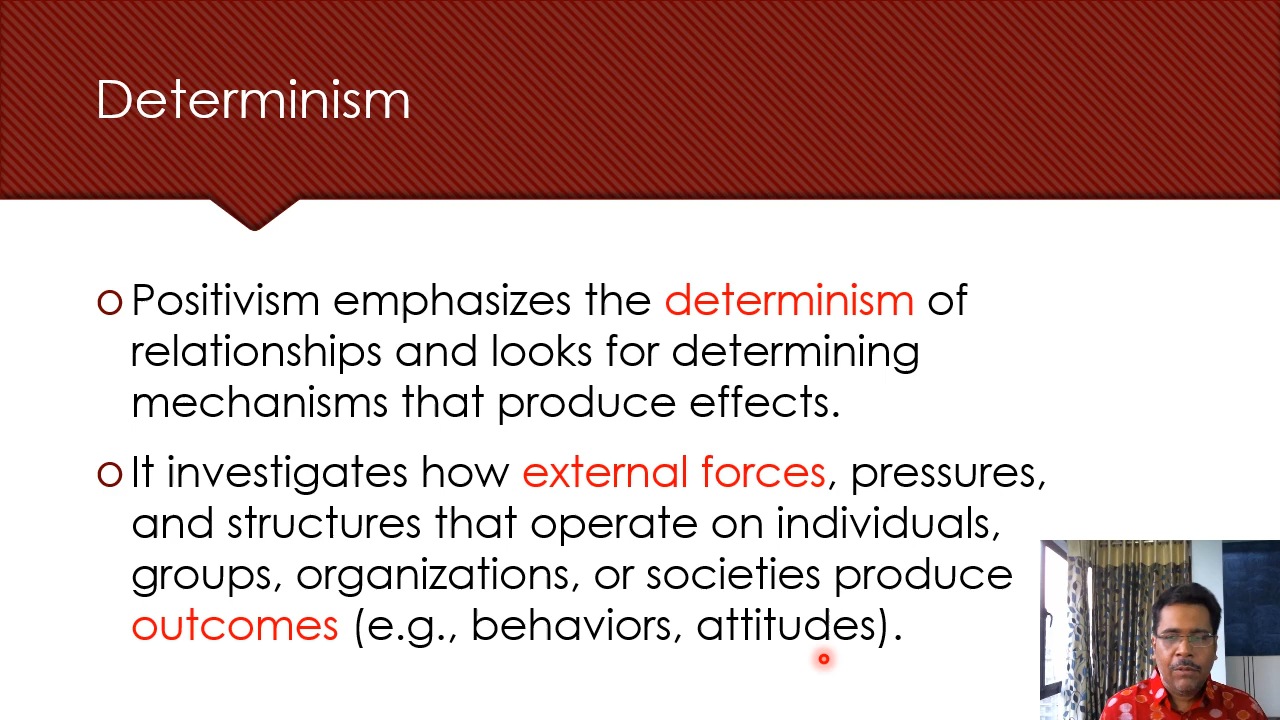 Determinism
o Positivism emphasizes the determinism of
relationships and looks for determining
mechanisms that produce effects.
o It investigates how external forces, pressures,
and structures that operate on individuals,
groups, organizations, or societies produce
outcomes (e.g., behaviors, attitudes).